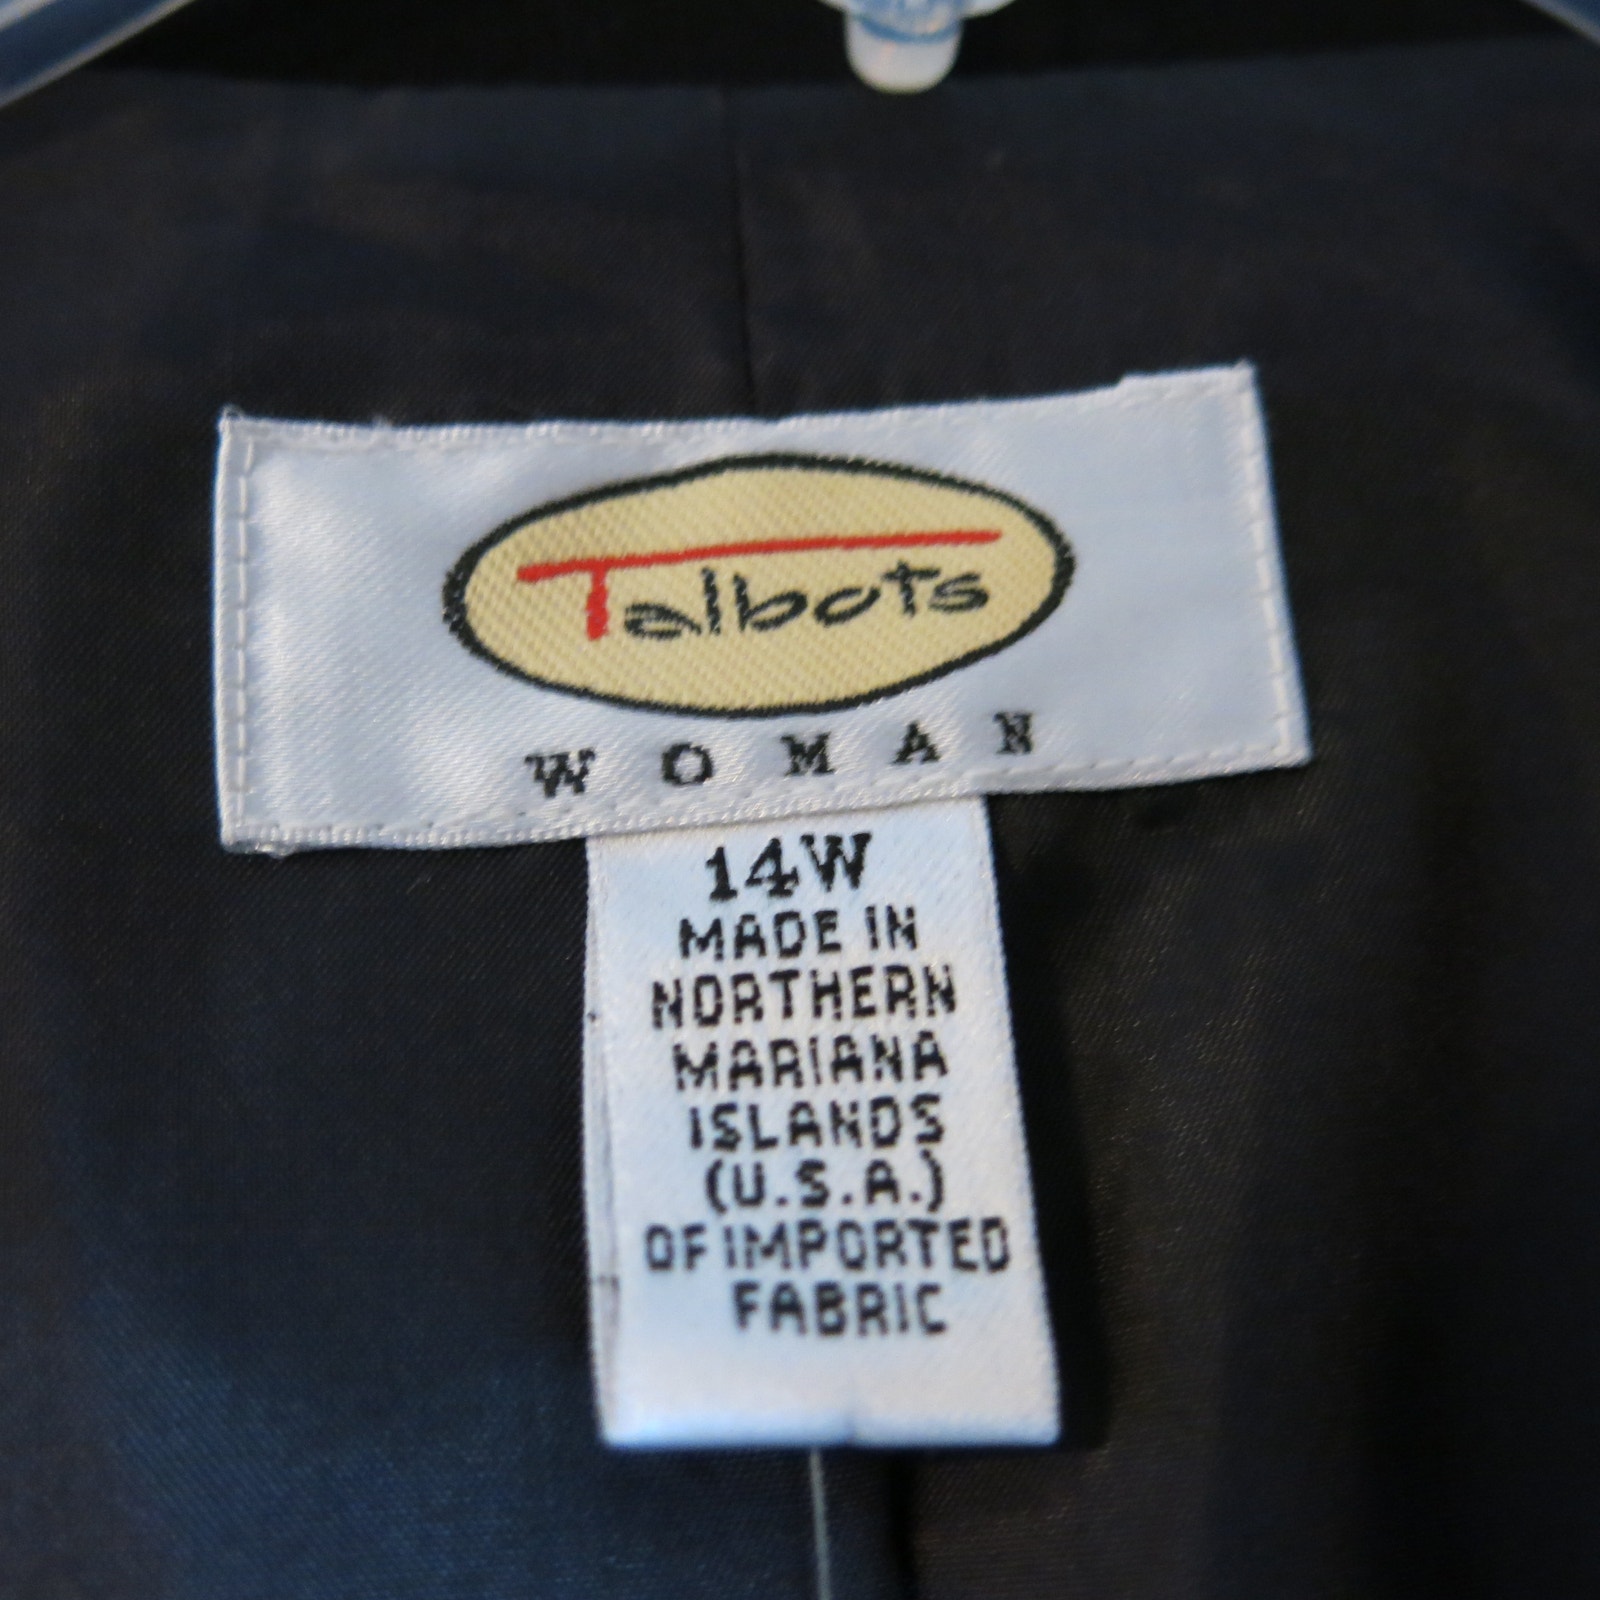 Talbots
WOMAN
14W
MADE IN
NORTHERN
MARIANA
ISLANDS
(U.S.A.)
OF IMPORTED
FABRIC